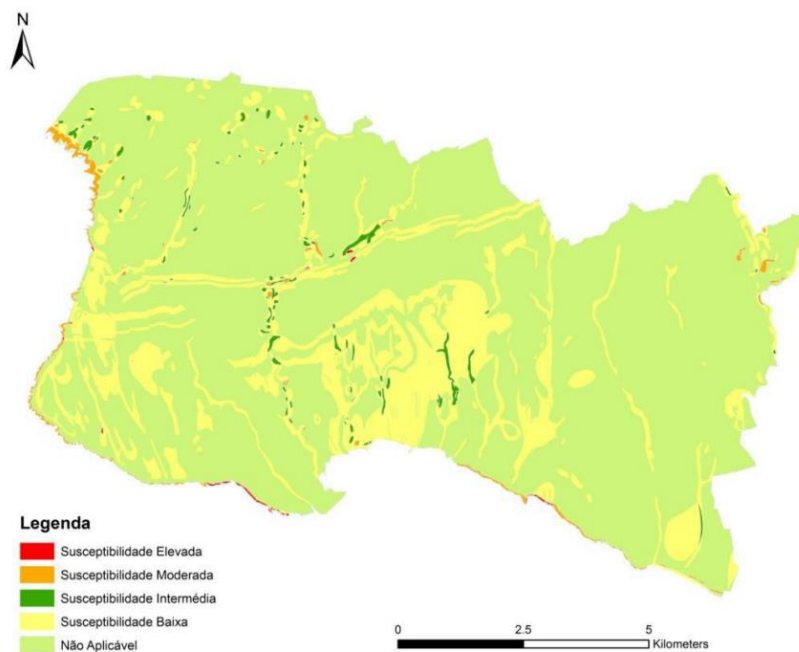 N
Legenda
Susceptibilidade Elevada
Susceptibilidade Moderada
Susceptibilidade Intermédia
Susceptibilidade Baixa
Não Aplicável
0 2.5 5
Kilometers